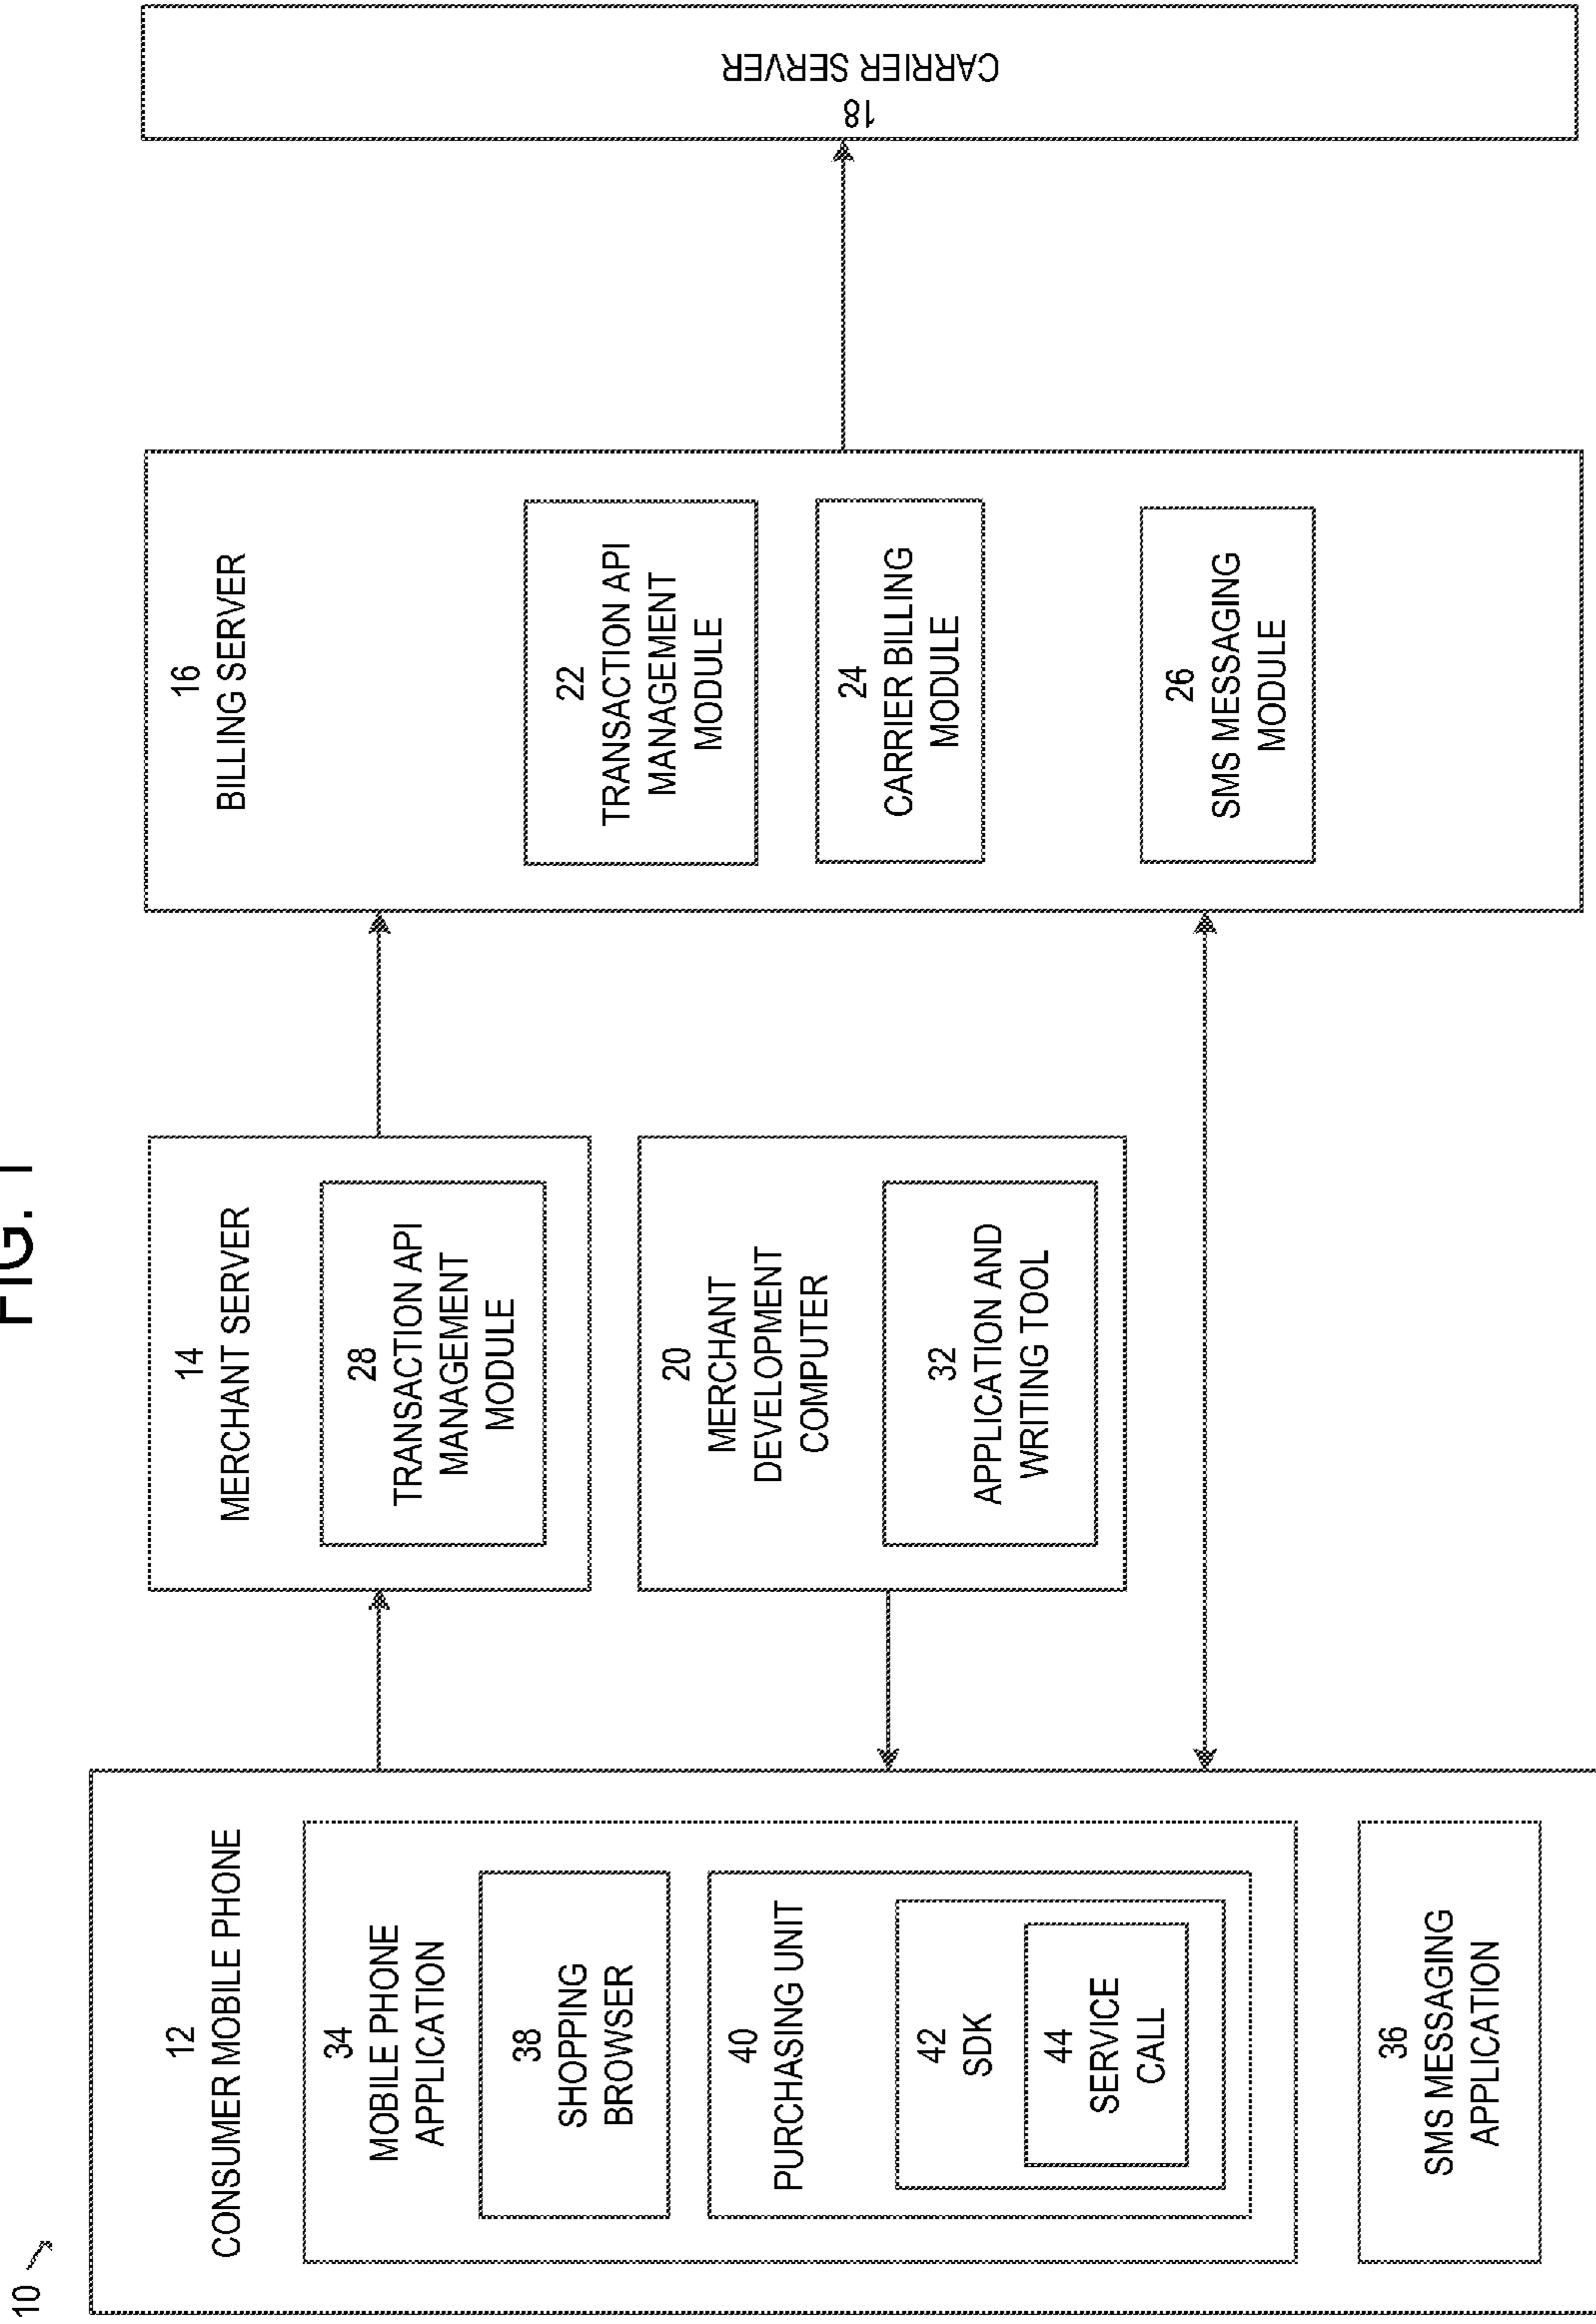 FIG. 1
10
12
CONSUMER MOBILE PHONE
34
MOBILE PHONE
APPLICATION
38
SHOPPING
BROWSER
40
PURCHASING UNIT
42
SDK
44
SERVICE
CALL
36
SMS MESSAGING
APPLICATION
14
MERCHANT SERVER
28
TRANSACTION API
MANAGEMENT
MODULE
20
MERCHANT
DEVELOPMENT
COMPUTER
32
APPLICATION AND
WRITING TOOL
16
BILLING SERVER
22
TRANSACTION API
MANAGEMENT
MODULE
24
CARRIER BILLING
MODULE
26
SMS MESSAGING
MODULE
18
CARRIER SERVER